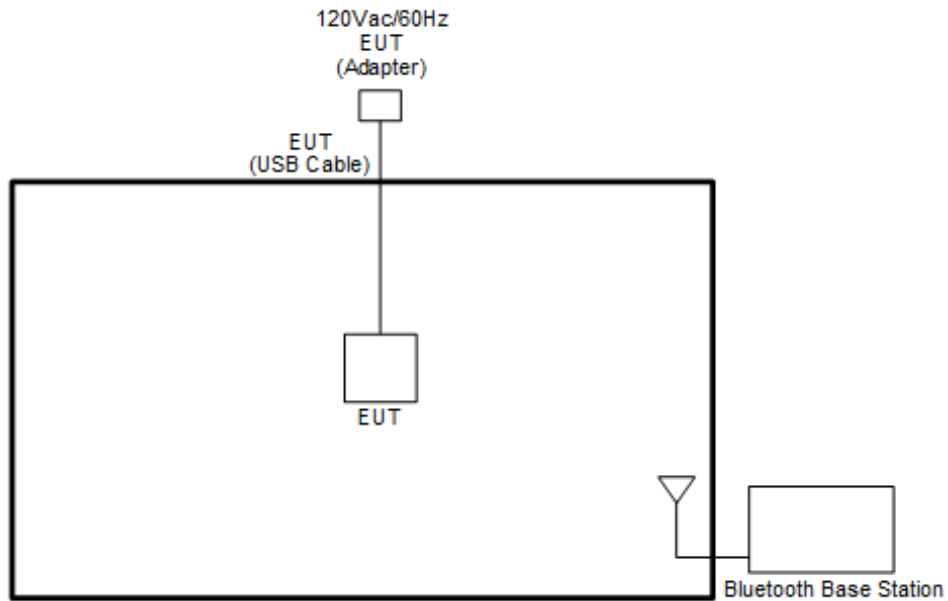 120Vac/60Hz
EUT
(Adapter)
EUT
(USB Cable)
EUT
Bluetooth Base Station